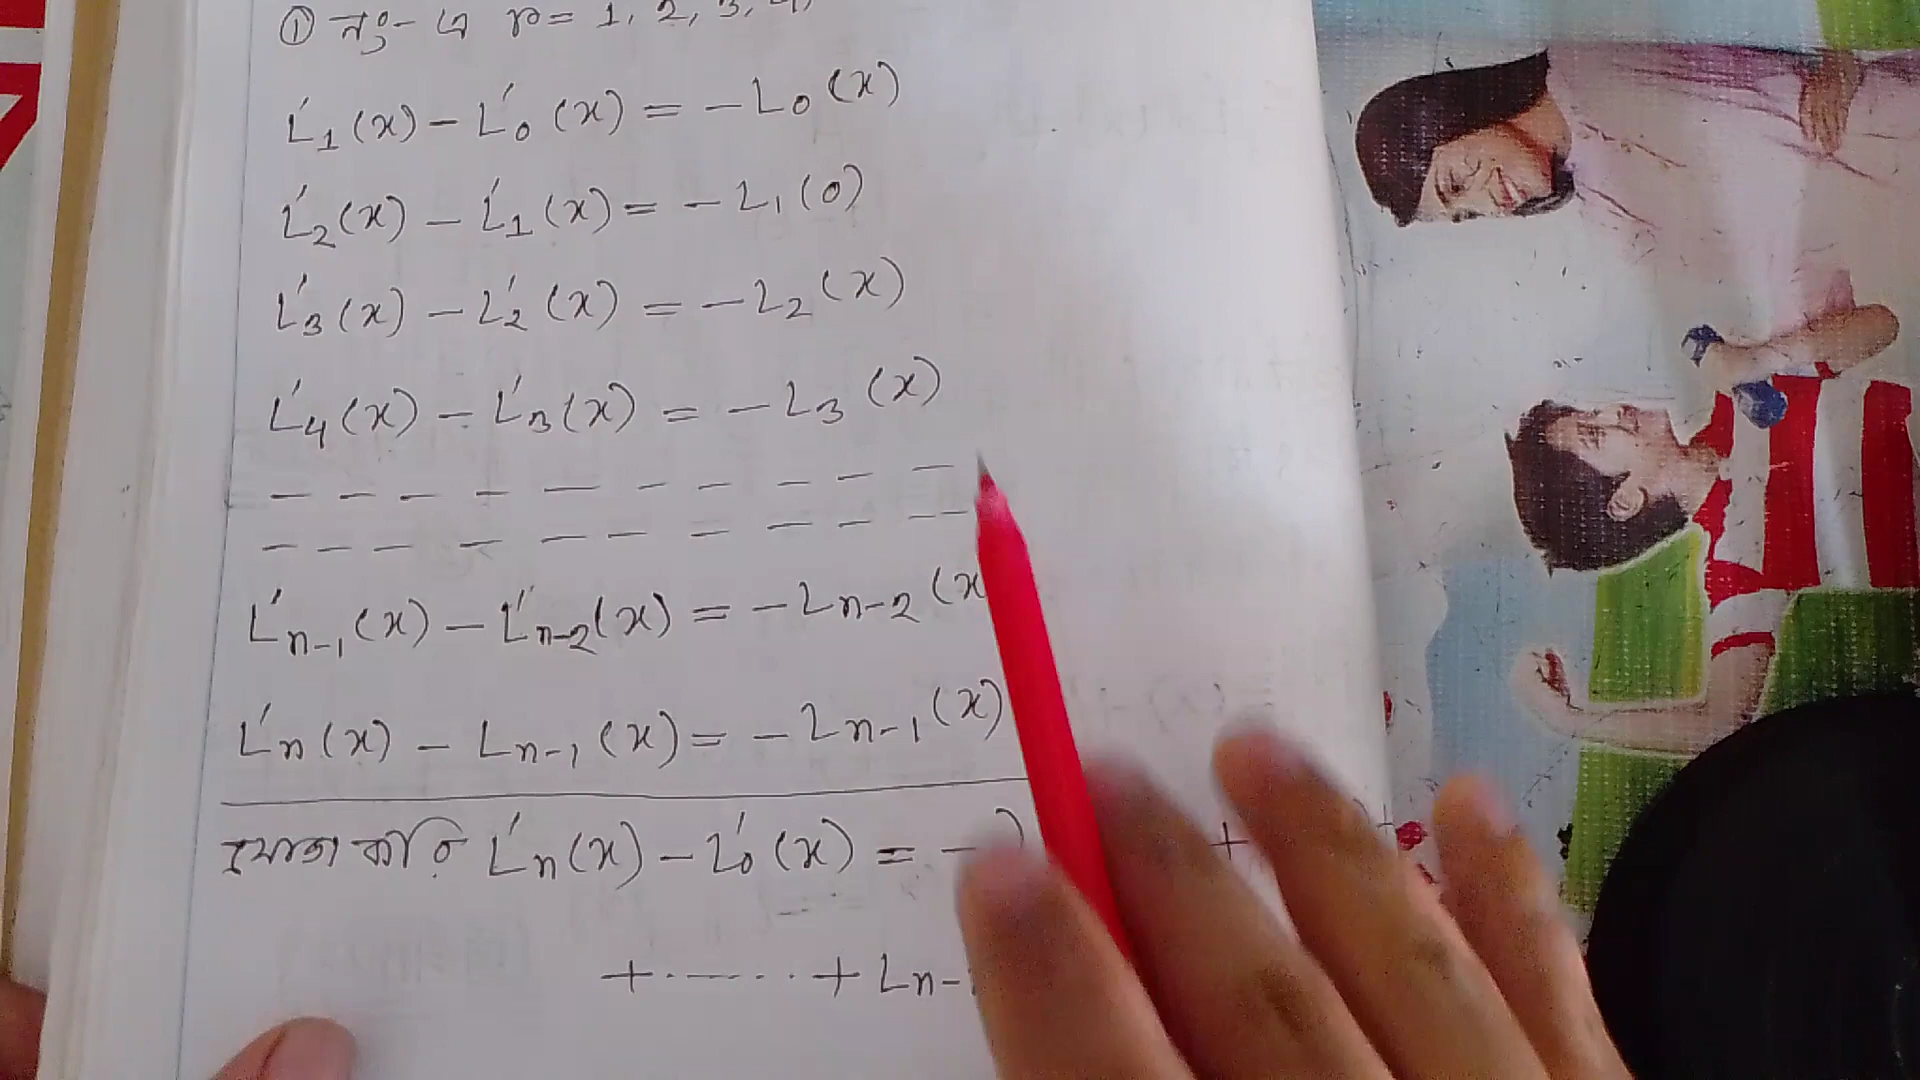 ① নং- এ n = 1, 2, 3, 4,
L'₁(x) - L'₀(x) = -L₀(x)
L'₂(x) - L'₁(x) = -L₁(0)
L'₃(x) - L'₂(x) = -L₂(x)
L'₄(x) - L'₃(x) = -L₃(x)
L'ₙ₋₁(x) - L'ₙ₋₂(x) = -Lₙ₋₂(x
L'ₙ(x) - Lₙ₋₁(x) = -Lₙ₋₁(x)
যোগ করি L'ₙ(x) - L'₀(x) = - +
+ ------ + Lₙ₋